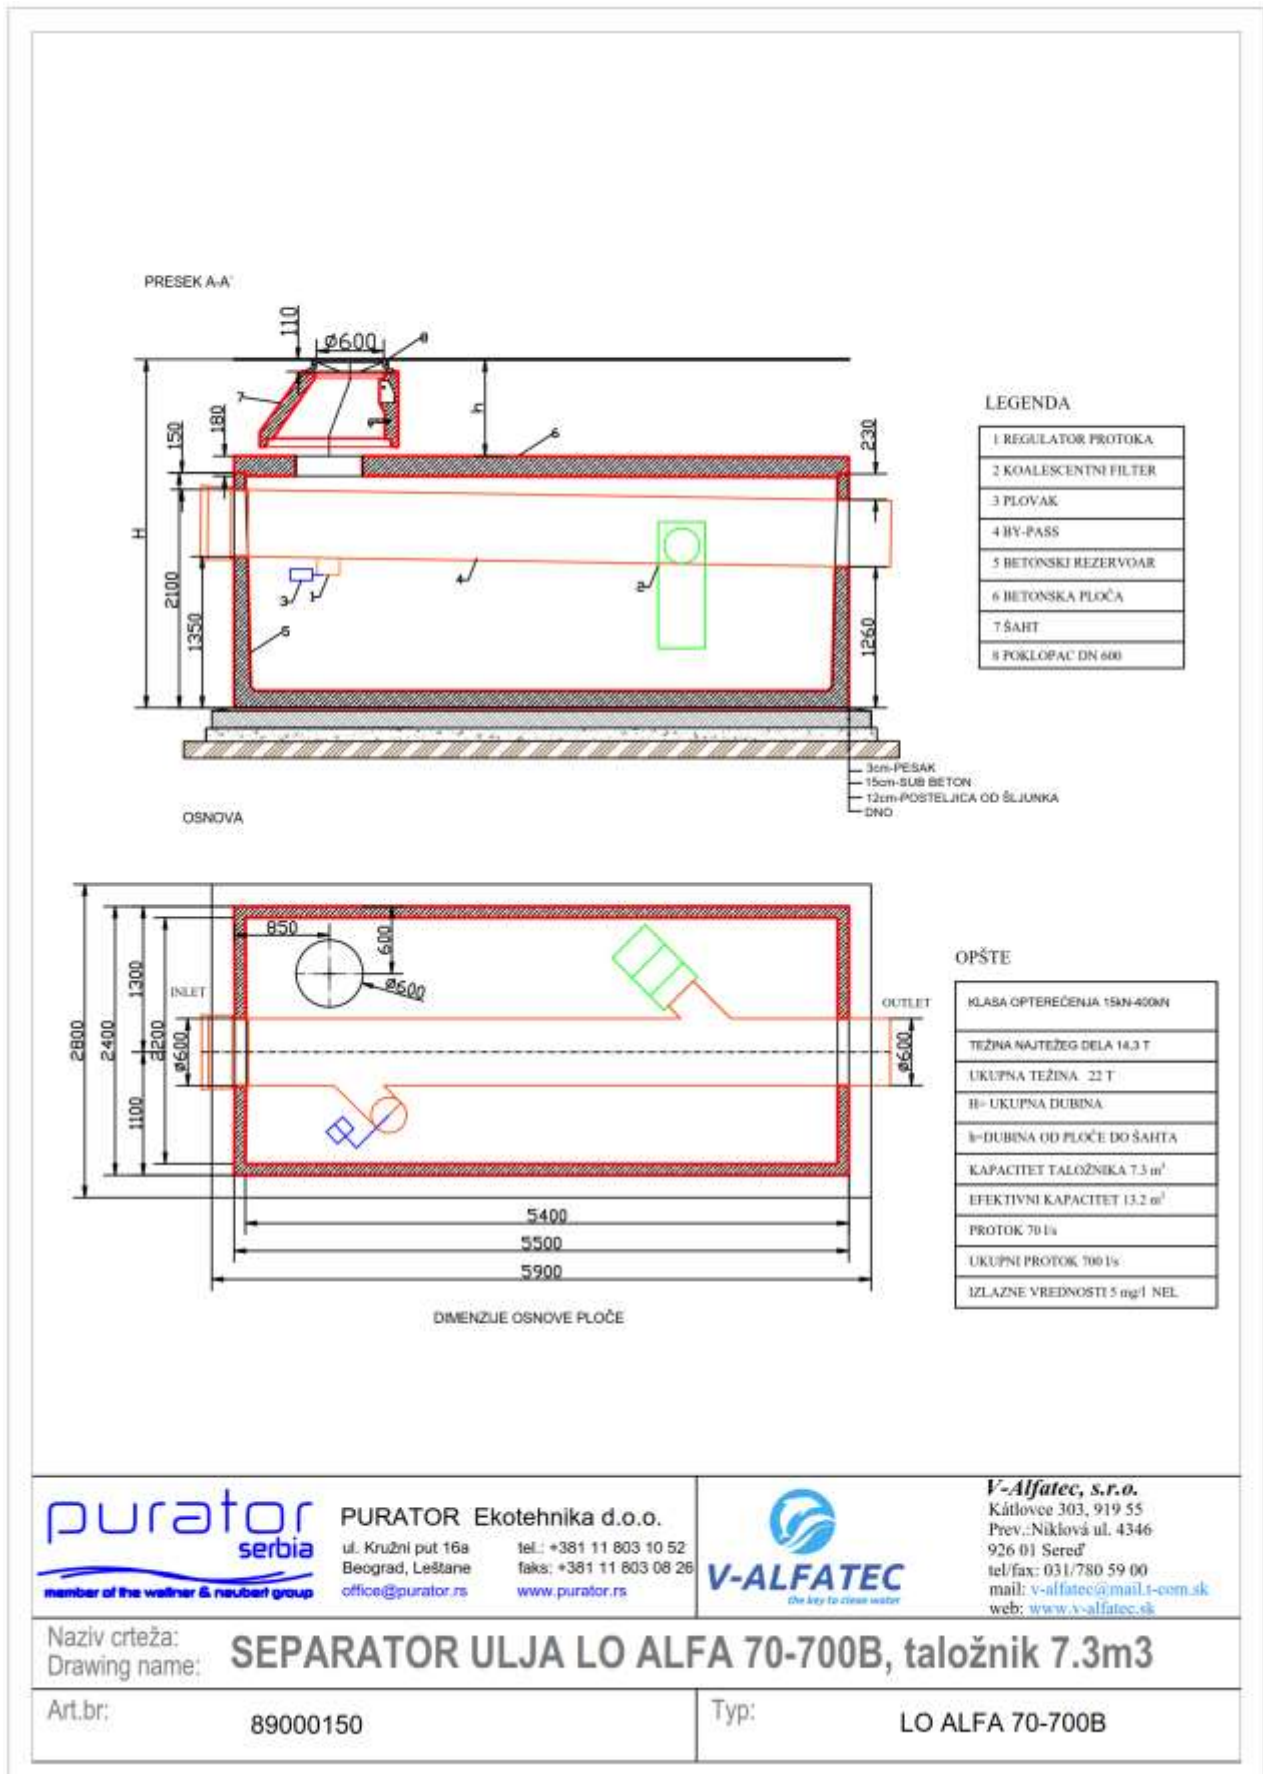 PRESEK A-A'
110
ø600
8
7
180
150
h
6
230
H
2100
1350
3
1
4
2
5
1260
3cm-PESAK
15cm-SUB BETON
12cm-POSTELJICA OD ŠLJUNKA
DNO
LEGENDA
1 REGULATOR PROTOKA
2 KOALESCENTNI FILTER
3 PLOVAK
4 BY-PASS
5 BETONSKI REZERVOAR
6 BETONSKA PLOČA
7 ŠAHT
8 POKLOPAC DN 600
OSNOVA
850
600
ø600
INLET
OUTLET
2800
2400
1300
1100
2200
ø600
ø600
5400
5500
5900
DIMENZIJE OSNOVE PLOČE
OPŠTE
KLASA OPTEREČENJA 15kN-400kN
TEŽINA NAJTEŽEG DELA 14.3 T
UKUPNA TEŽINA 22 T
H= UKUPNA DUBINA
h=DUBINA OD PLOČE DO ŠAHTA
KAPACITET TALOŽNIKA 7.3 m³
EFEKTIVNI KAPACITET 13.2 m³
PROTOK 70 l/s
UKUPNI PROTOK 700 l/s
IZLAZNE VREDNOSTI 5 mg/l NEL
purator
serbia
member of the wallner & neubert group
PURATOR Ekotehnika d.o.o.
ul. Kružni put 16a tel.: +381 11 803 10 52
Beograd, Leštane faks: +381 11 803 08 26
office@purator.rs www.purator.rs
V-ALFATEC
the key to clean water
V-Alfatec, s.r.o.
Kátlovce 303, 919 55
Prev.:Niklová ul. 4346
926 01 Sereď
tel/fax: 031/780 59 00
mail: v-alfatec@mail.t-com.sk
web: www.v-alfatec.sk
Naziv crteža:
Drawing name:
SEPARATOR ULJA LO ALFA 70-700B, taložnik 7.3m3
Art.br:
89000150
Typ:
LO ALFA 70-700B